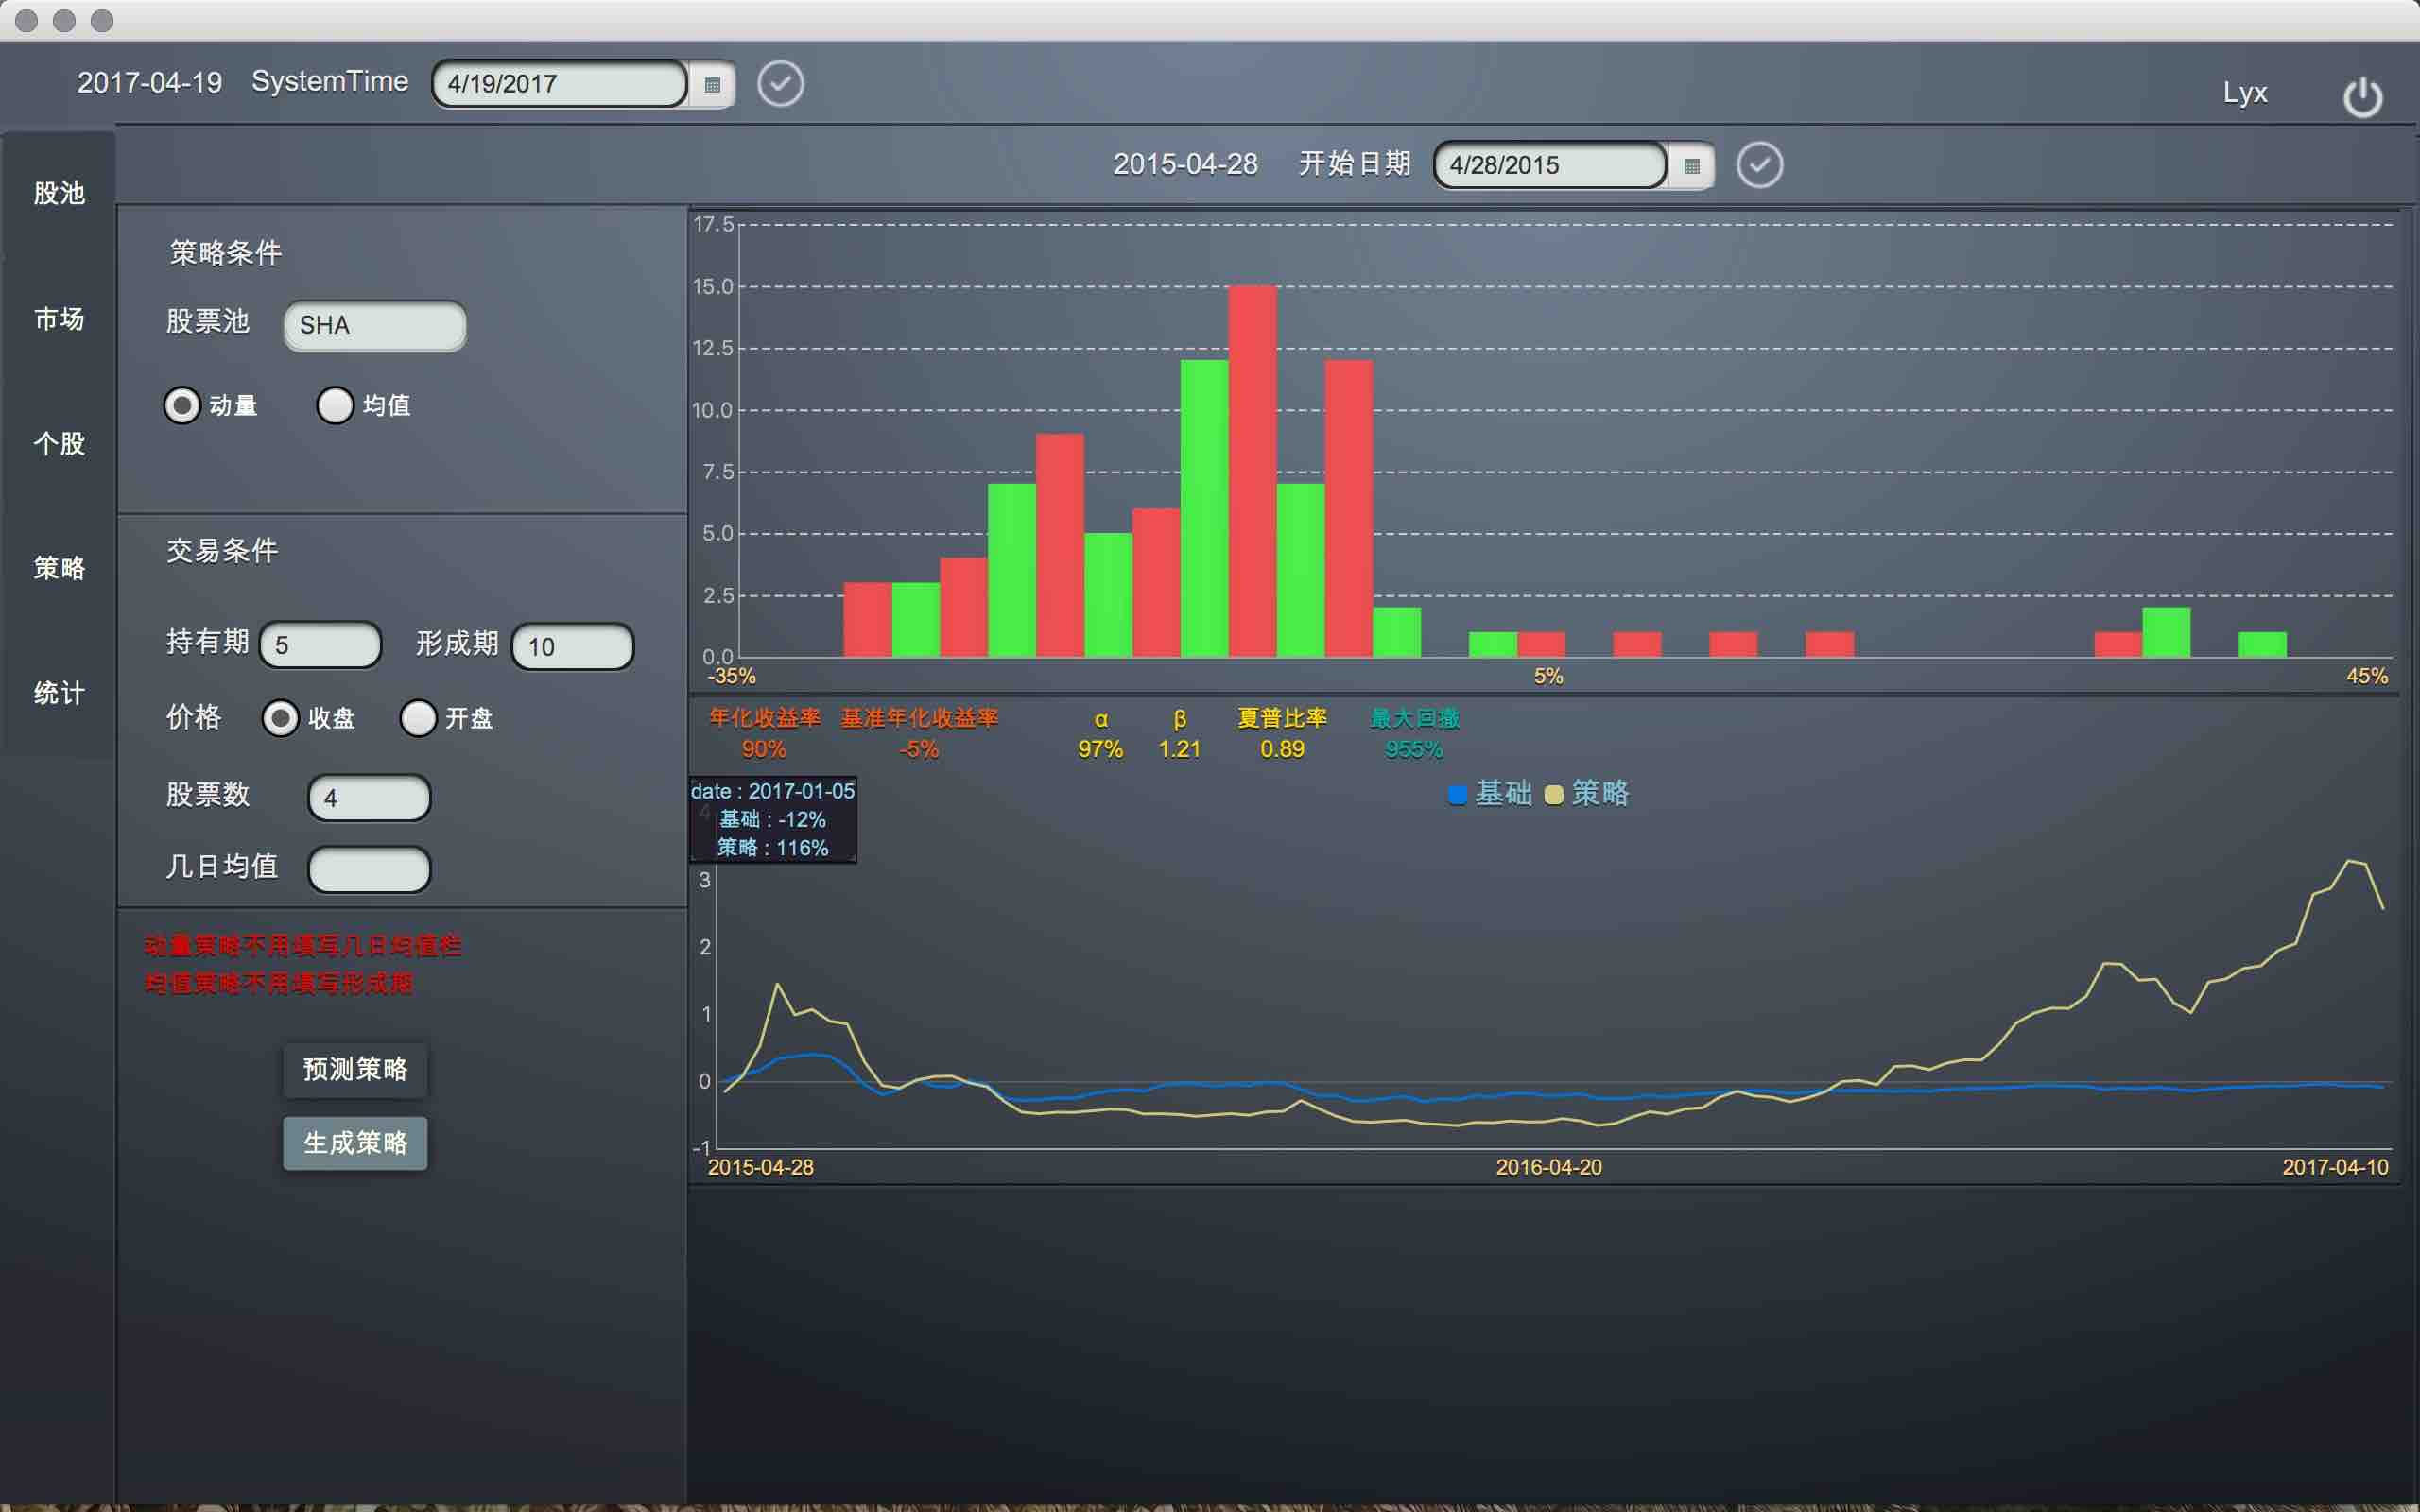 2017-04-19 SystemTime 4/19/2017
Lyx
2015-04-28 开始日期 4/28/2015
股池
市场
个股
策略
统计
策略条件
股票池 SHA
动量 均值
交易条件
持有期 5 形成期 10
价格 收盘 开盘
股票数 4
几日均值
动量策略不用填写几日均值栏
均值策略不用填写形成期
预测策略
生成策略
17.5
15.0
12.5
10.0
7.5
5.0
2.5
0.0
-35% 5% 45%
年化收益率 基准年化收益率 α β 夏普比率 最大回撤
90% -5% 97% 1.21 0.89 955%
基础 策略
date : 2017-01-05
基础 : -12%
策略 : 116%
4
3
2
1
0
-1
2015-04-28 2016-04-20 2017-04-10